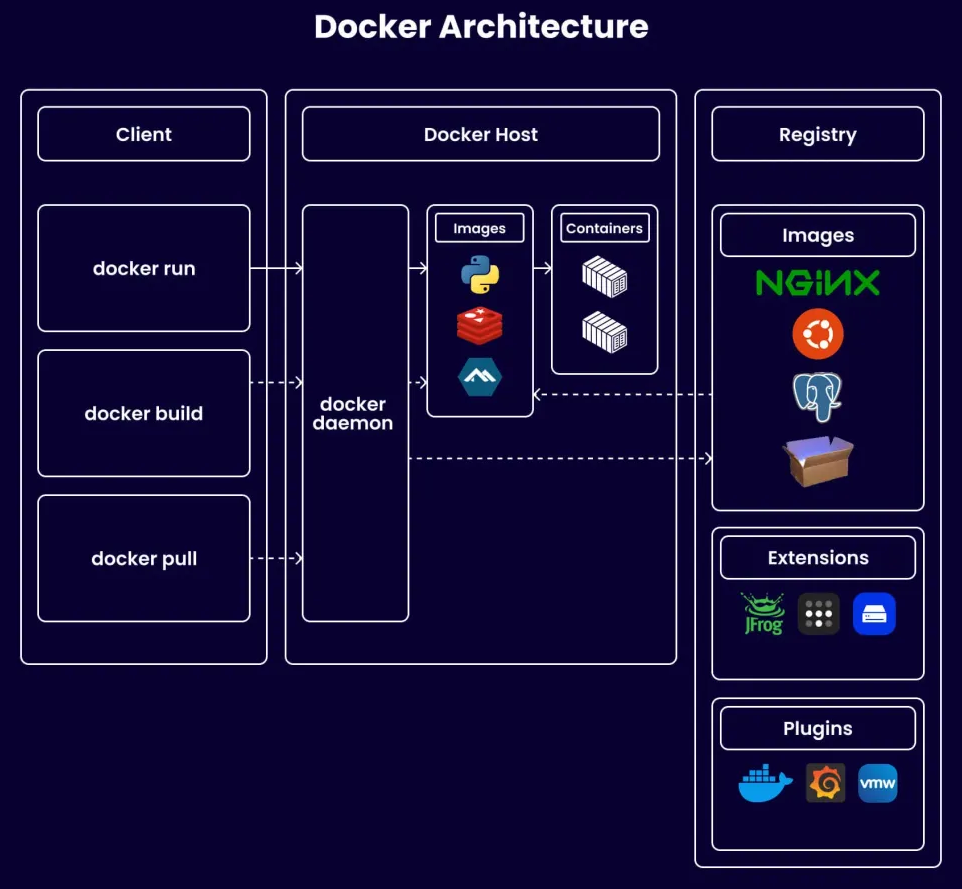 Docker Architecture
Client
docker run
docker build
docker pull
Docker Host
docker
daemon
Images
Containers
Registry
Images
NGiNX
Extensions
JFrog
Plugins
vmw